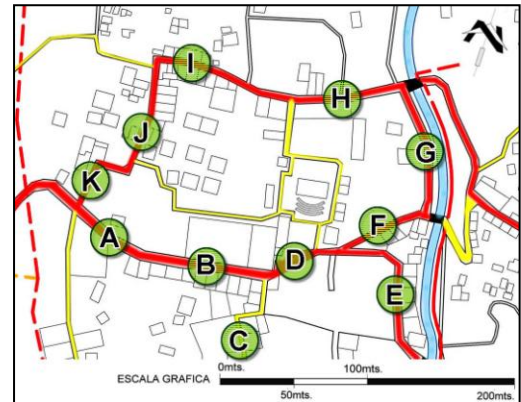 I
H
J
G
K
F
A
B
D
E
C
0mts.
100mts.
ESCALA GRAFICA
50mts.
200mts.